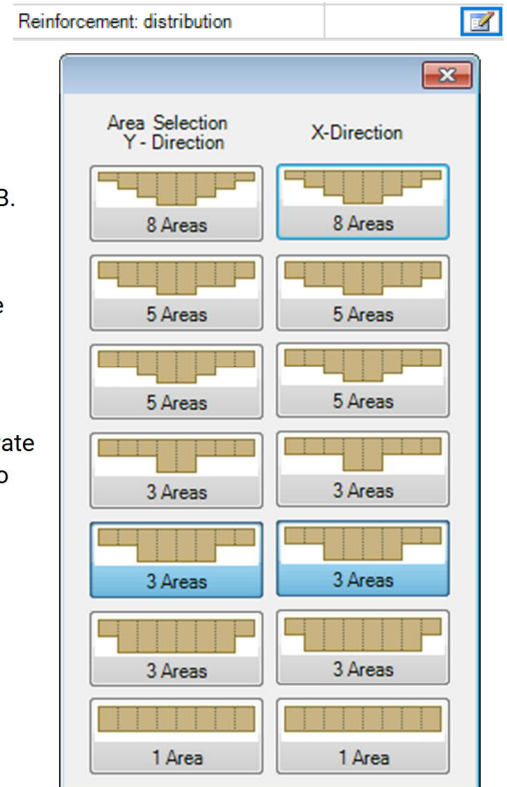 Reinforcement: distribution
Area Selection
Y - Direction
X-Direction
8 Areas
8 Areas
5 Areas
5 Areas
5 Areas
5 Areas
3 Areas
3 Areas
3 Areas
3 Areas
3 Areas
3 Areas
1 Area
1 Area